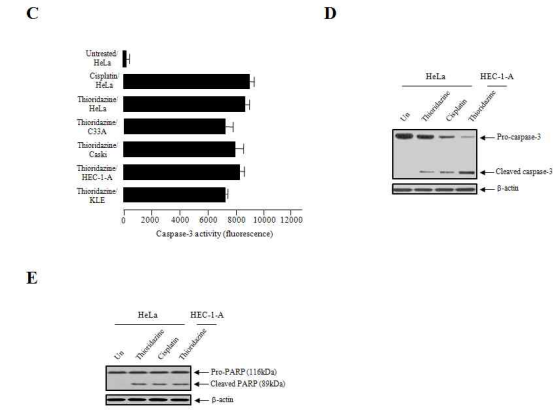 C
Untreated/
HeLa
Cisplatin/
HeLa
Thioridazine/
HeLa
Thioridazine/
C33A
Thioridazine/
Caski
Thioridazine/
HEC-1-A
Thioridazine/
KLE
0 2000 4000 6000 8000 10000 12000
Caspase-3 activity (fluorescence)
D
HeLa HEC-1-A
Un Thioridazine Cisplatin Thioridazine
Pro-caspase-3
Cleaved caspase-3
β-actin
E
HeLa HEC-1-A
Un Thioridazine Cisplatin Thioridazine
Pro-PARP (116kDa)
Cleaved PARP (89kDa)
β-actin